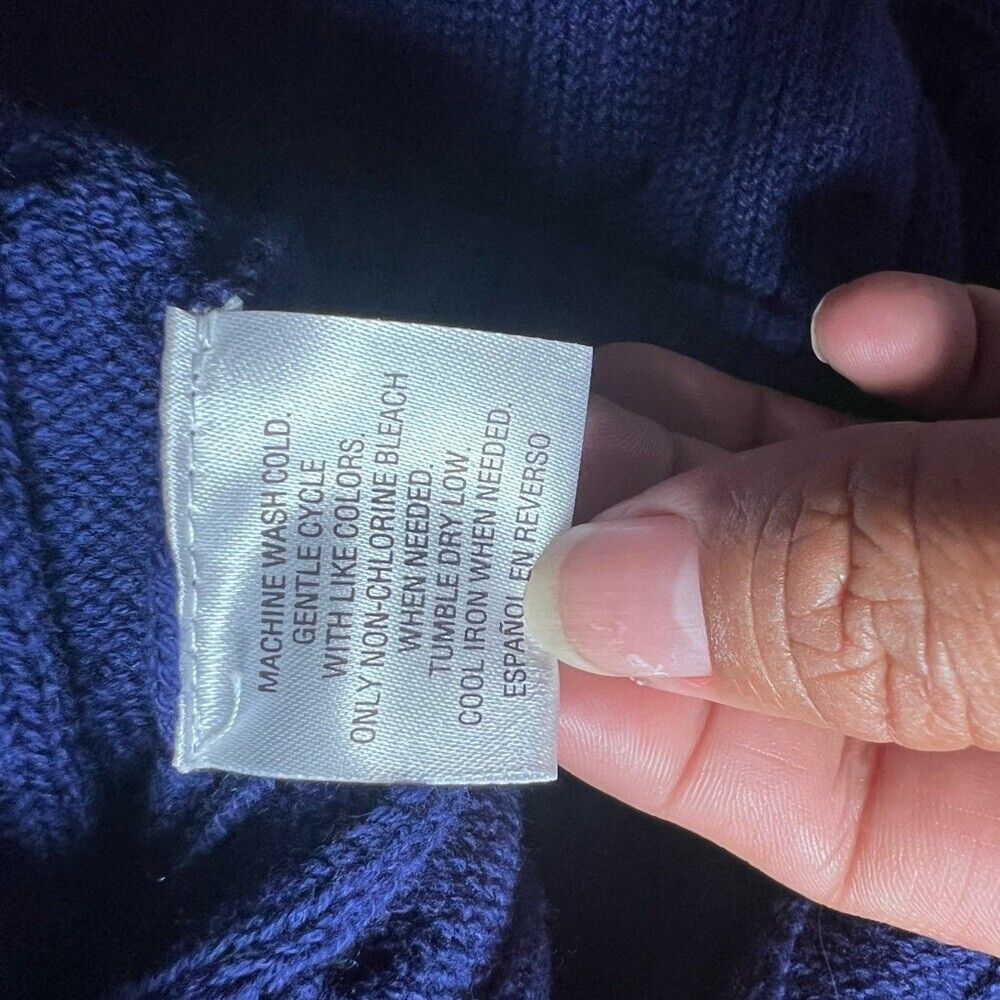 MACHINE WASH COLD.
GENTLE CYCLE
WITH LIKE COLORS.
ONLY NON-CHLORINE BLEACH
WHEN NEEDED.
TUMBLE DRY LOW.
COOL IRON WHEN NEEDED.
ESPAÑOL EN REVERSO